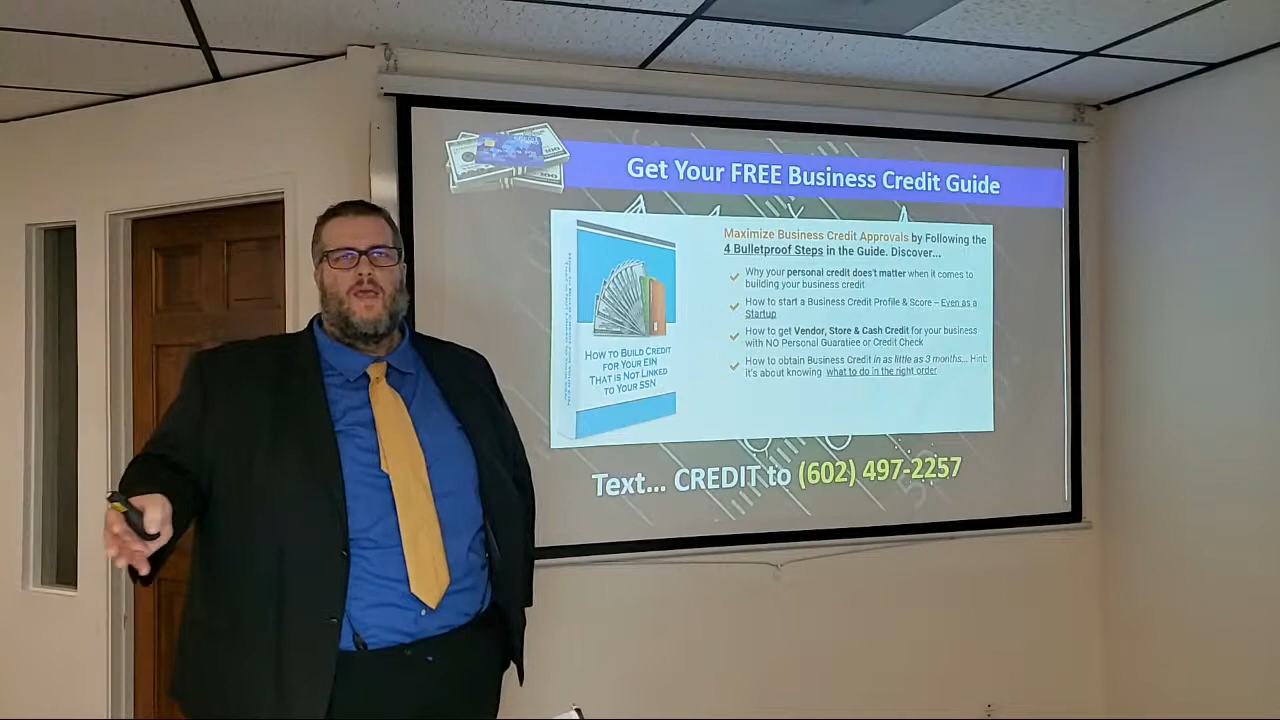 Get Your FREE Business Credit Guide
Maximize Business Credit Approvals by Following the
4 Bulletproof Steps in the Guide. Discover...
Why your personal credit does't matter when it comes to
building your business credit
How to start a Business Credit Profile & Score – Even as a
Startup
How to get Vendor, Store & Cash Credit for your business
with NO Personal Guaratiee or Credit Check
How to obtain Business Credit in as little as 3 months... Hint:
it's about knowing what to do in the right order
How to Build Credit
for Your EIN
That is Not Linked
to Your SSN
Text... CREDIT to (602) 497-2257